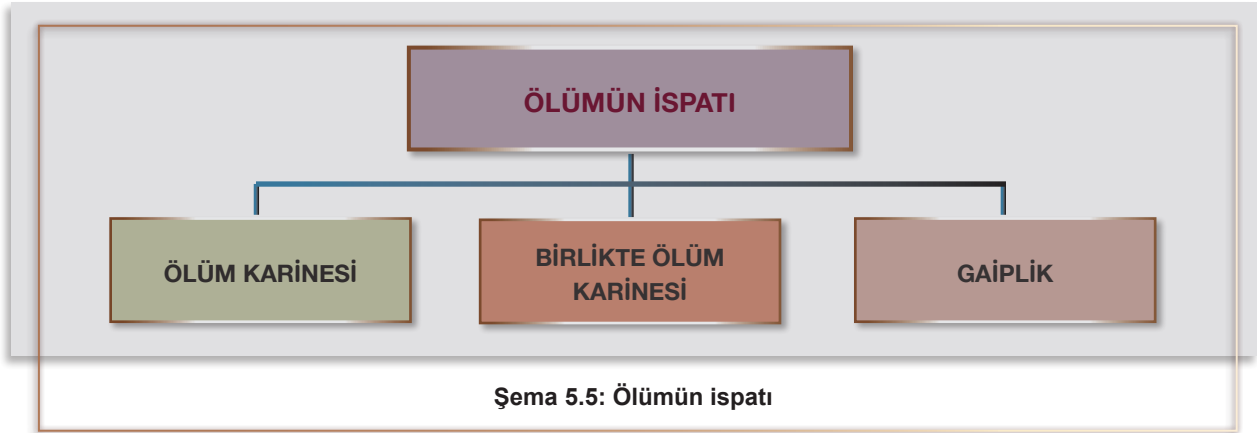 ÖLÜMÜN İSPATI
ÖLÜM KARİNESİ
BİRLİKTE ÖLÜM
KARİNESİ
GAİPLİK
Şema 5.5: Ölümün ispatı